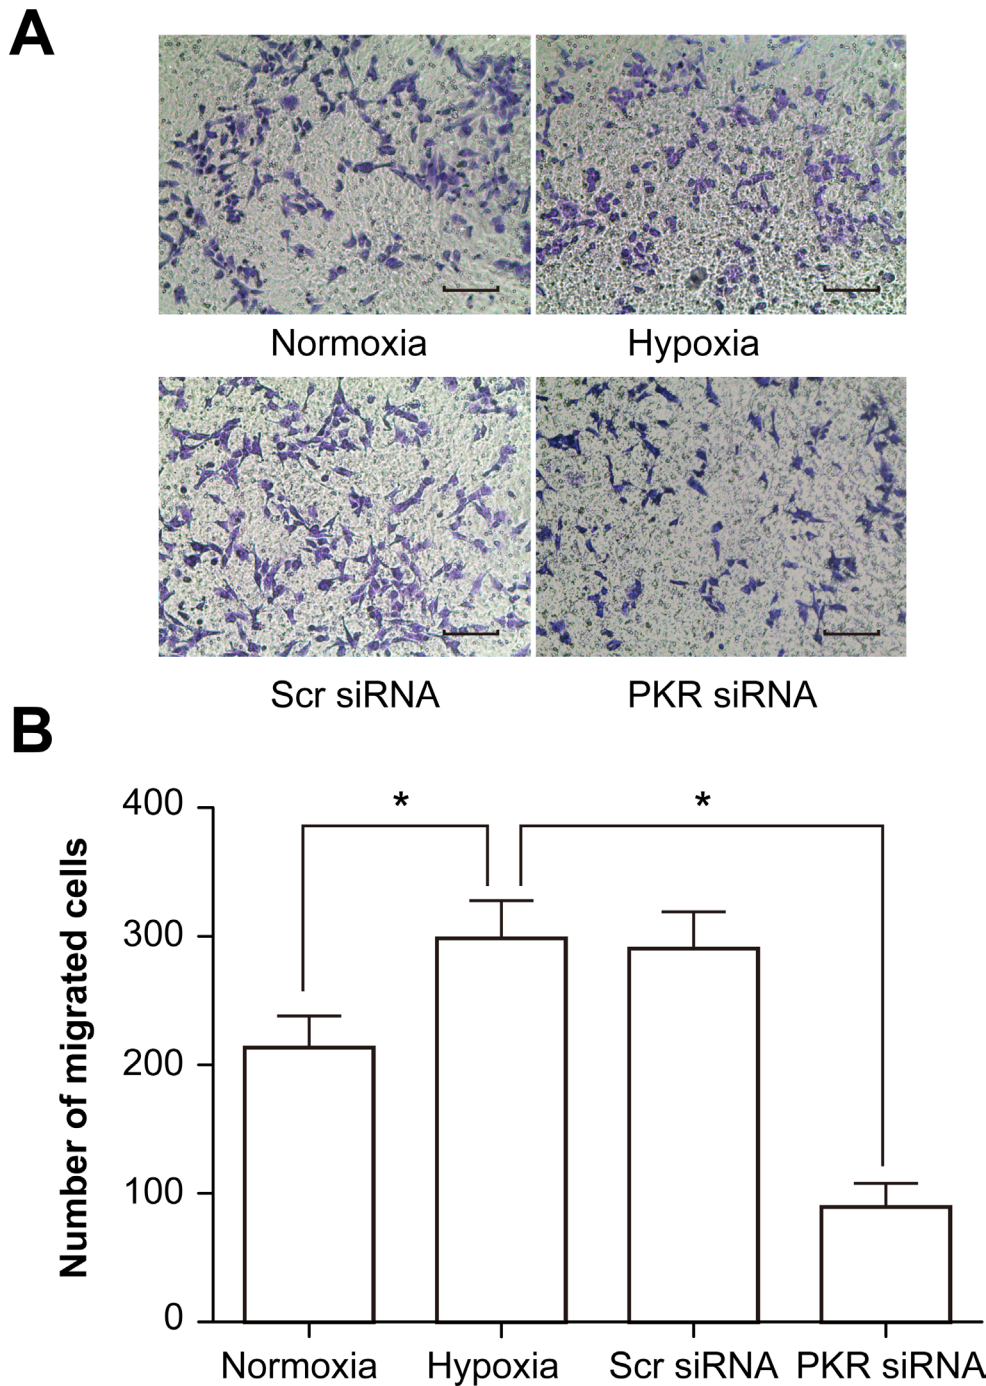 A
Normoxia Hypoxia
Scr siRNA PKR siRNA
B
400
300
200
100
0
Number of migrated cells
* *
Normoxia Hypoxia Scr siRNA PKR siRNA